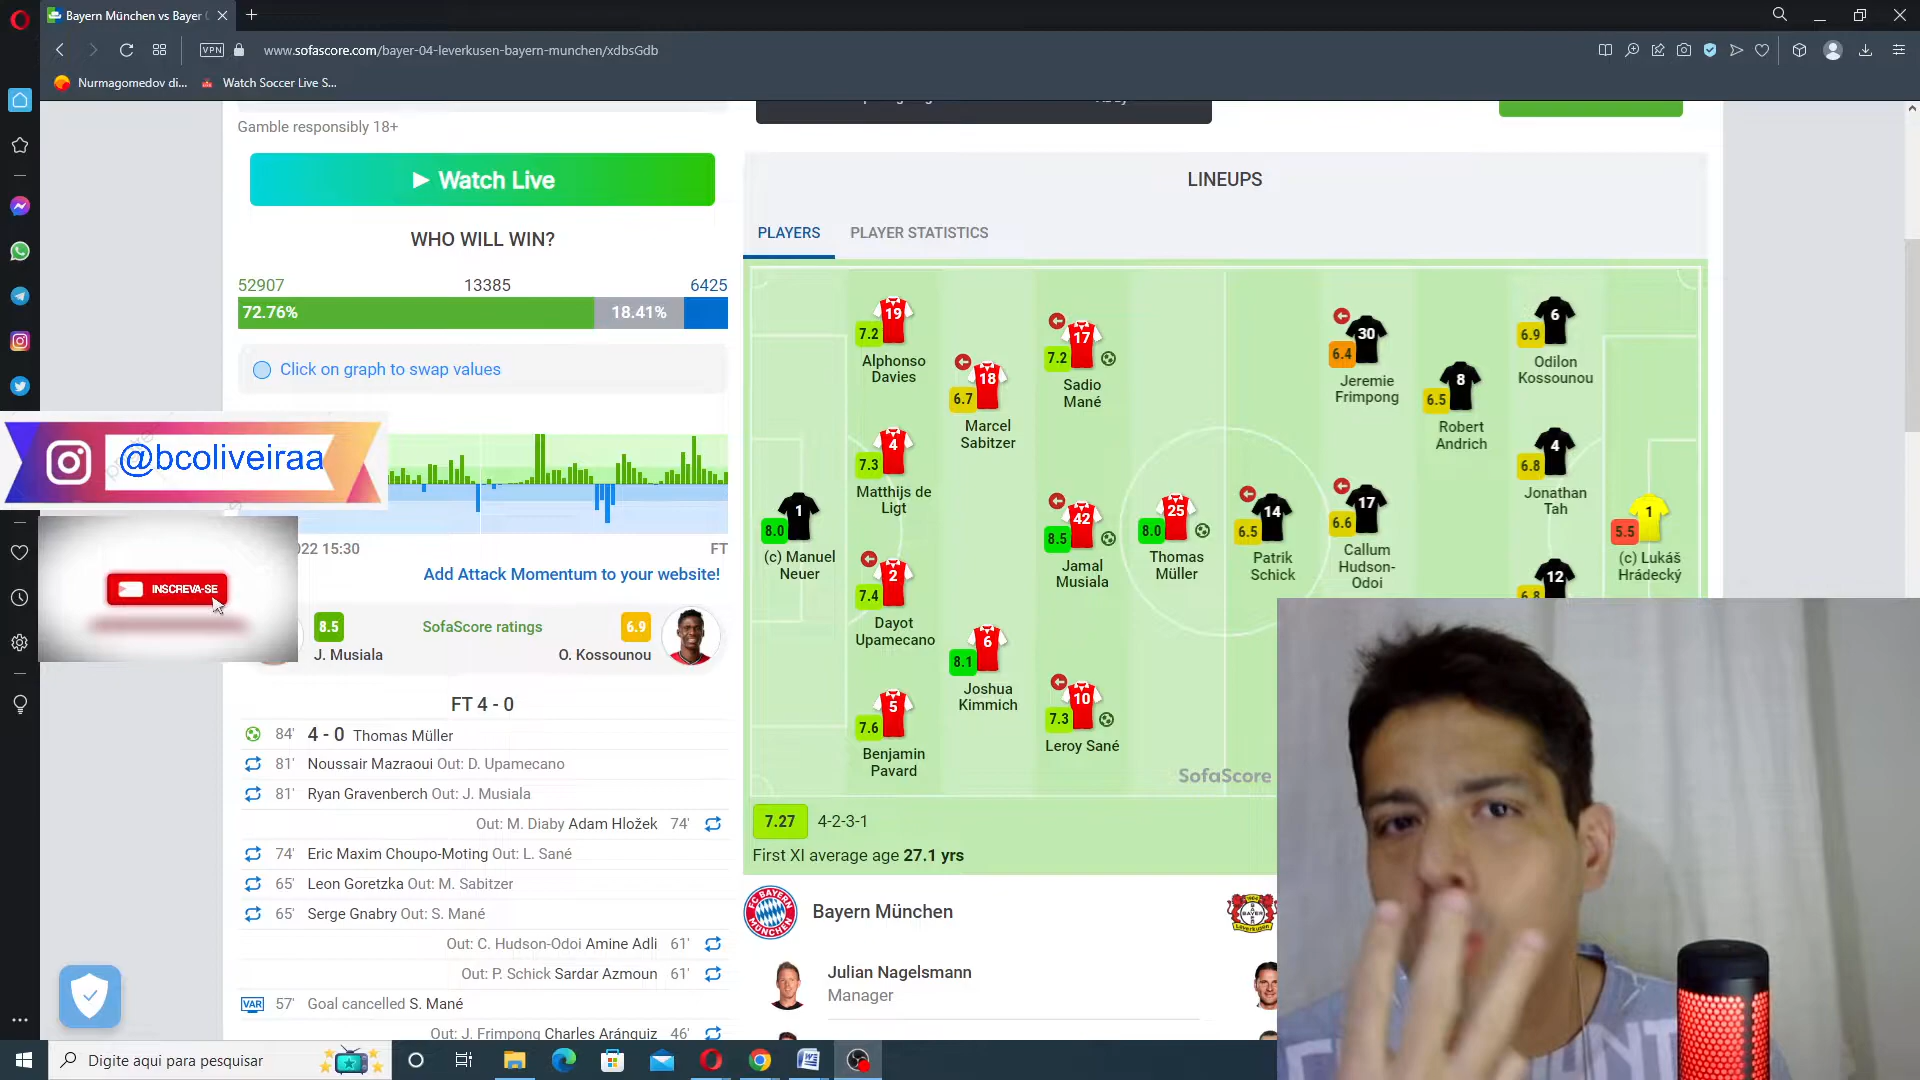 Bayern München vs Bayer
VPN
www.sofascore.com/bayer-04-leverkusen-bayern-munchen/xdbsGdb
Nurmagomedov di...
Watch Soccer Live S...
Gamble responsibly 18+
Watch Live
WHO WILL WIN?
52907
13385
6425
72.76%
18.41%
Click on graph to swap values
@bcoliveiraa
022 15:30
FT
Add Attack Momentum to your website!
INSCREVA-SE
8.5
SofaScore ratings
6.9
J. Musiala
O. Kossounou
FT 4 - 0
84' 4 - 0 Thomas Müller
81' Noussair Mazraoui Out: D. Upamecano
81' Ryan Gravenberch Out: J. Musiala
Out: M. Diaby Adam Hložek 74'
74' Eric Maxim Choupo-Moting Out: L. Sané
65' Leon Goretzka Out: M. Sabitzer
65' Serge Gnabry Out: S. Mané
Out: C. Hudson-Odoi Amine Adli 61'
Out: P. Schick Sardar Azmoun 61'
VAR 57' Goal cancelled S. Mané
Out: J. Frimpong Charles Aránguiz 46'
LINEUPS
PLAYERS
PLAYER STATISTICS
1
8.0
(c) Manuel
Neuer
19
7.2
Alphonso
Davies
4
7.3
Matthijs de
Ligt
2
7.4
Dayot
Upamecano
5
7.6
Benjamin
Pavard
18
6.7
Marcel
Sabitzer
6
8.1
Joshua
Kimmich
17
7.2
Sadio
Mané
42
8.5
Jamal
Musiala
10
7.3
Leroy Sané
25
8.0
Thomas
Müller
14
6.5
Patrik
Schick
30
6.4
Jeremie
Frimpong
17
6.6
Callum
Hudson-
Odoi
8
6.5
Robert
Andrich
6
6.9
Odilon
Kossounou
4
6.8
Jonathan
Tah
12
6.8
1
5.5
(c) Lukáš
Hrádecký
SofaScore
7.27
4-2-3-1
First XI average age 27.1 yrs
Bayern München
Julian Nagelsmann
Manager
Digite aqui para pesquisar